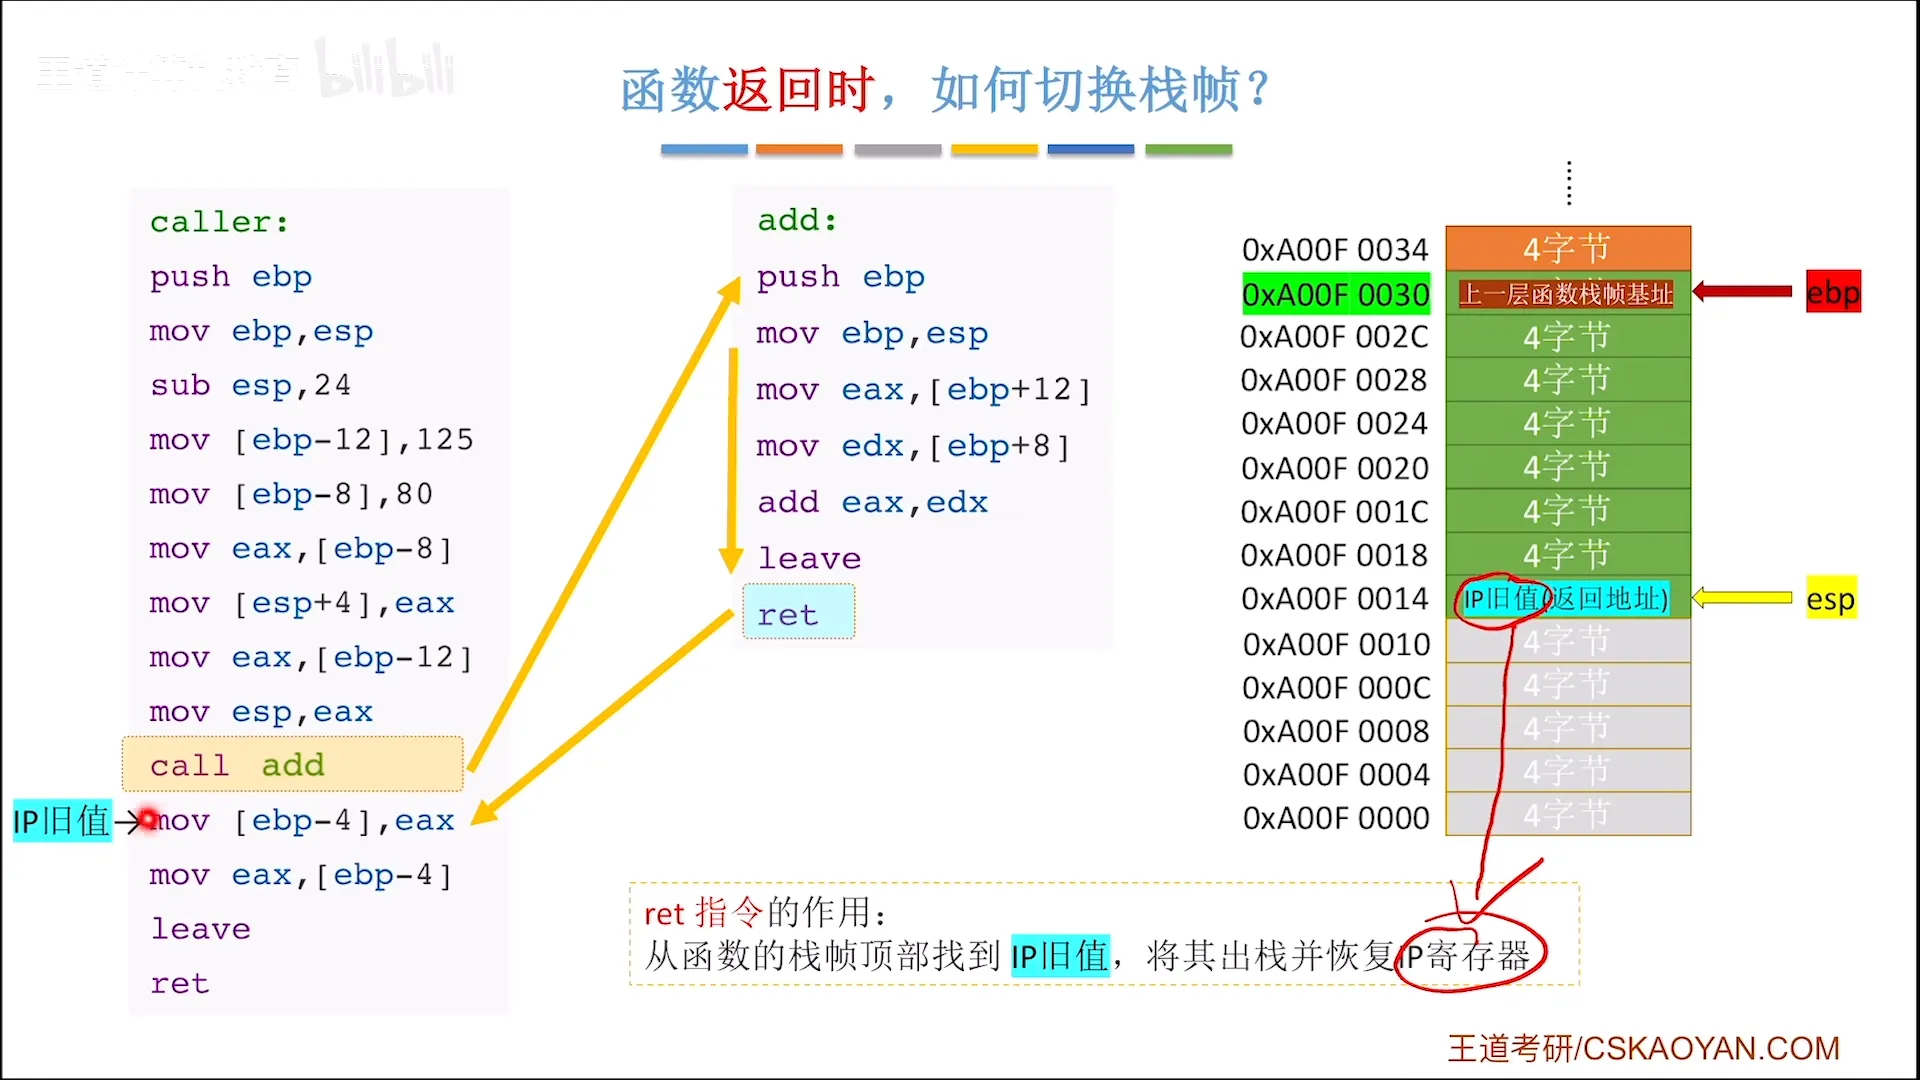 bilibili
函数返回时，如何切换栈帧？
caller:
push ebp
mov ebp,esp
sub esp,24
mov [ebp-12],125
mov [ebp-8],80
mov eax,[ebp-8]
mov [esp+4],eax
mov eax,[ebp-12]
mov esp,eax
call add
IP旧值→mov [ebp-4],eax
mov eax,[ebp-4]
leave
ret
add:
push ebp
mov ebp,esp
mov eax,[ebp+12]
mov edx,[ebp+8]
add eax,edx
leave
ret
0xA00F 0034 4字节
0xA00F 0030 上一层函数栈帧基址 ebp
0xA00F 002C 4字节
0xA00F 0028 4字节
0xA00F 0024 4字节
0xA00F 0020 4字节
0xA00F 001C 4字节
0xA00F 0018 4字节
0xA00F 0014 IP旧值(返回地址) esp
0xA00F 0010 4字节
0xA00F 000C 4字节
0xA00F 0008 4字节
0xA00F 0004 4字节
0xA00F 0000 4字节
ret 指令的作用：
从函数的栈帧顶部找到 IP旧值，将其出栈并恢复IP寄存器
王道考研/CSKAOYAN.COM